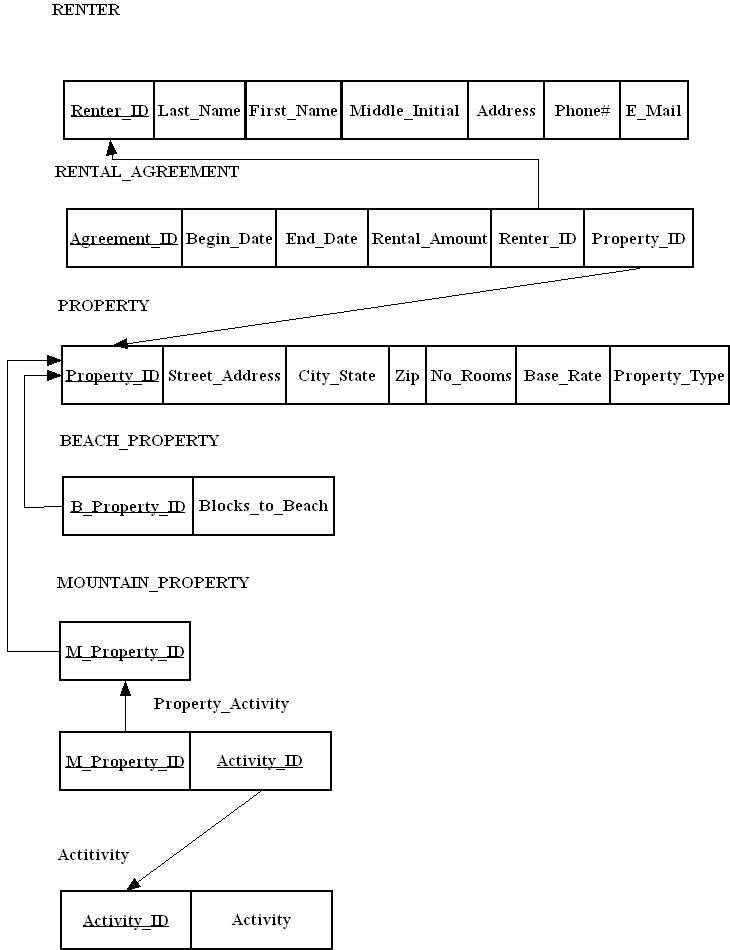 RENTER
Renter_ID Last_Name First_Name Middle_Initial Address Phone# E_Mail
RENTAL_AGREEMENT
Agreement_ID Begin_Date End_Date Rental_Amount Renter_ID Property_ID
PROPERTY
Property_ID Street_Address City_State Zip No_Rooms Base_Rate Property_Type
BEACH_PROPERTY
B_Property_ID Blocks_to_Beach
MOUNTAIN_PROPERTY
M_Property_ID
Property_Activity
M_Property_ID Activity_ID
Actitivity
Activity_ID Activity